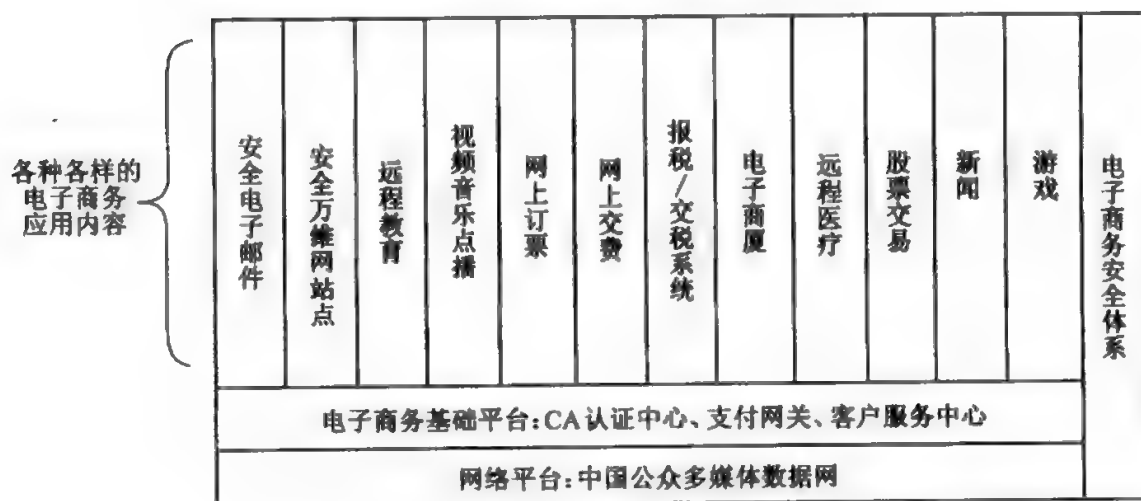 各种各样的
电子商务
应用内容
安全电子邮件
安全万维网站点
远程教育
视频音乐点播
网上订票
网上交费
报税/交税系统
电子商厦
远程医疗
股票交易
新闻
游戏
电子商务安全体系
电子商务基础平台:CA认证中心、支付网关、客户服务中心
网络平台:中国公众多媒体数据网